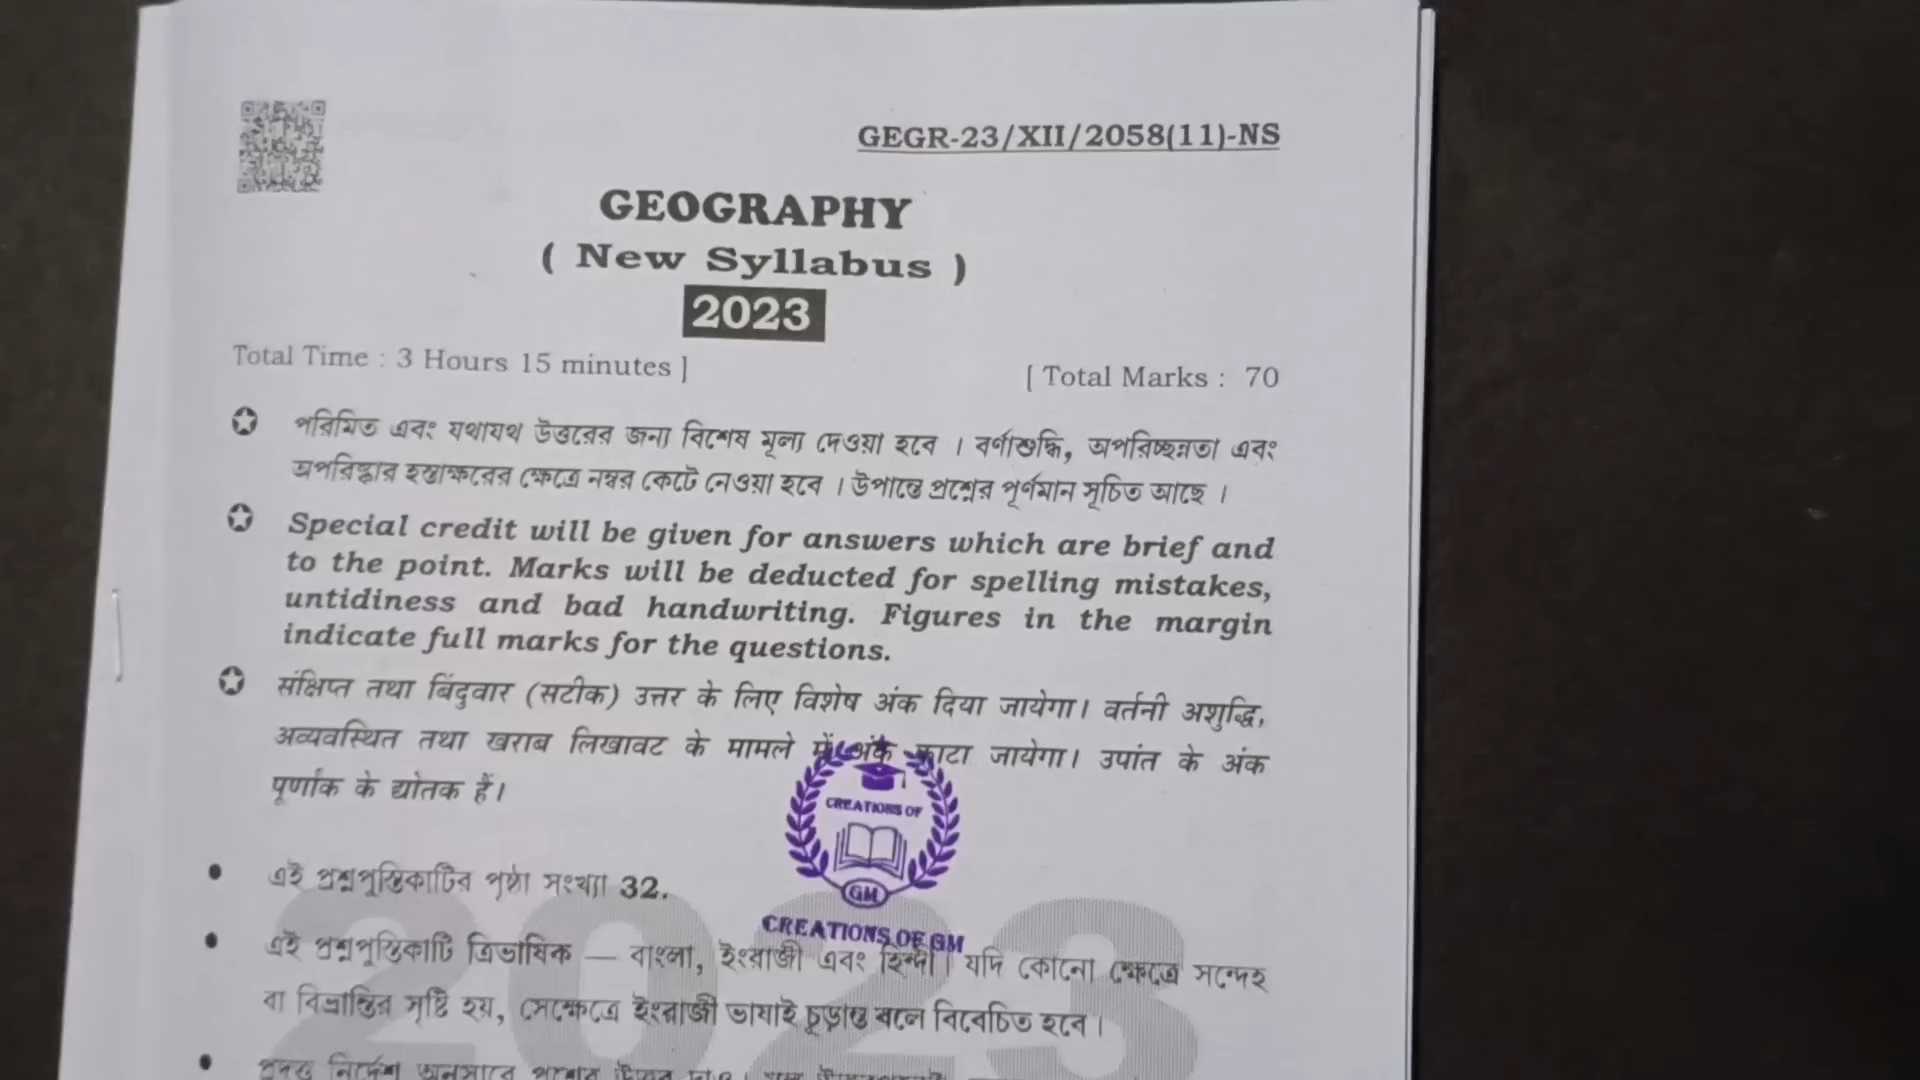 GEGR-23/XII/2058(11)-NS
GEOGRAPHY
( New Syllabus )
2023
Total Time : 3 Hours 15 minutes ]
[ Total Marks : 70
পরিমিত এবং যথাযথ উত্তরের জন্য বিশেষ মূল্য দেওয়া হবে । বর্ণাশুদ্ধি, অপরিচ্ছন্নতা এবং
অপরিষ্কার হস্তাক্ষরের ক্ষেত্রে নম্বর কেটে নেওয়া হবে । উপান্তে প্রশ্নের পূর্ণমান সূচিত আছে ।
Special credit will be given for answers which are brief and
to the point. Marks will be deducted for spelling mistakes,
untidiness and bad handwriting. Figures in the margin
indicate full marks for the questions.
संक्षिप्त तथा बिंदुवार (सटीक) उत्तर के लिए विशेष अंक दिया जायेगा। वर्तनी अशुद्धि,
अव्यवस्थित तथा खराब लिखावट के मामले में अंक काटा जायेगा। उपांत के अंक
पूर्णांक के द्योतक हैं।
CREATIONS OF
GM
CREATIONS OF GM
এই প্রশ্নপুস্তিকাটির পৃষ্ঠা সংখ্যা 32.
এই প্রশ্নপুস্তিকাটি ত্রিভাষিক — বাংলা, ইংরাজী এবং হিন্দী। যদি কোনো ক্ষেত্রে সন্দেহ
বা বিভ্রান্তির সৃষ্টি হয়, সেক্ষেত্রে ইংরাজী ভাষাই চূড়ান্ত বলে বিবেচিত হবে।
2023